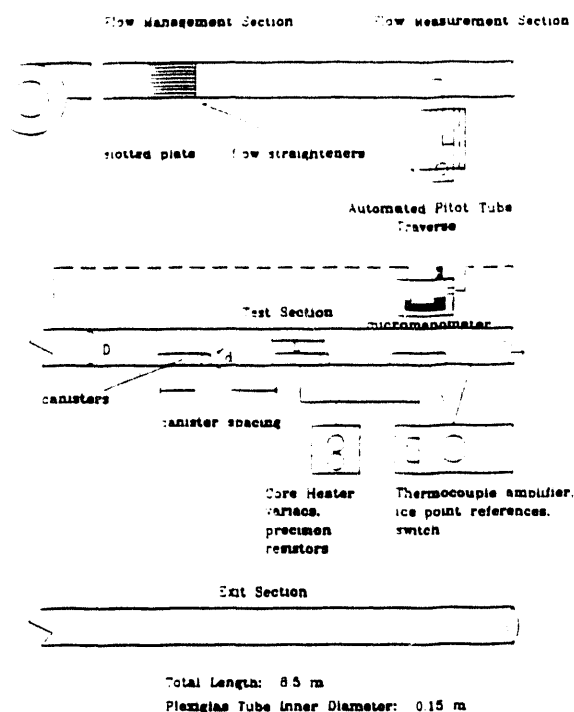 Flow Management Section
Flow Measurement Section
slotted plate
flow straighteners
Automated Pitot Tube
Traverse
Test Section
micromanometer
D
d
canisters
canister spacing
Core Heater
variacs,
precision
resistors
Thermocouple amplifier,
ice point references,
switch
Exit Section
Total Length: 8.5 m
Plexiglas Tube Inner Diameter: 0.15 m